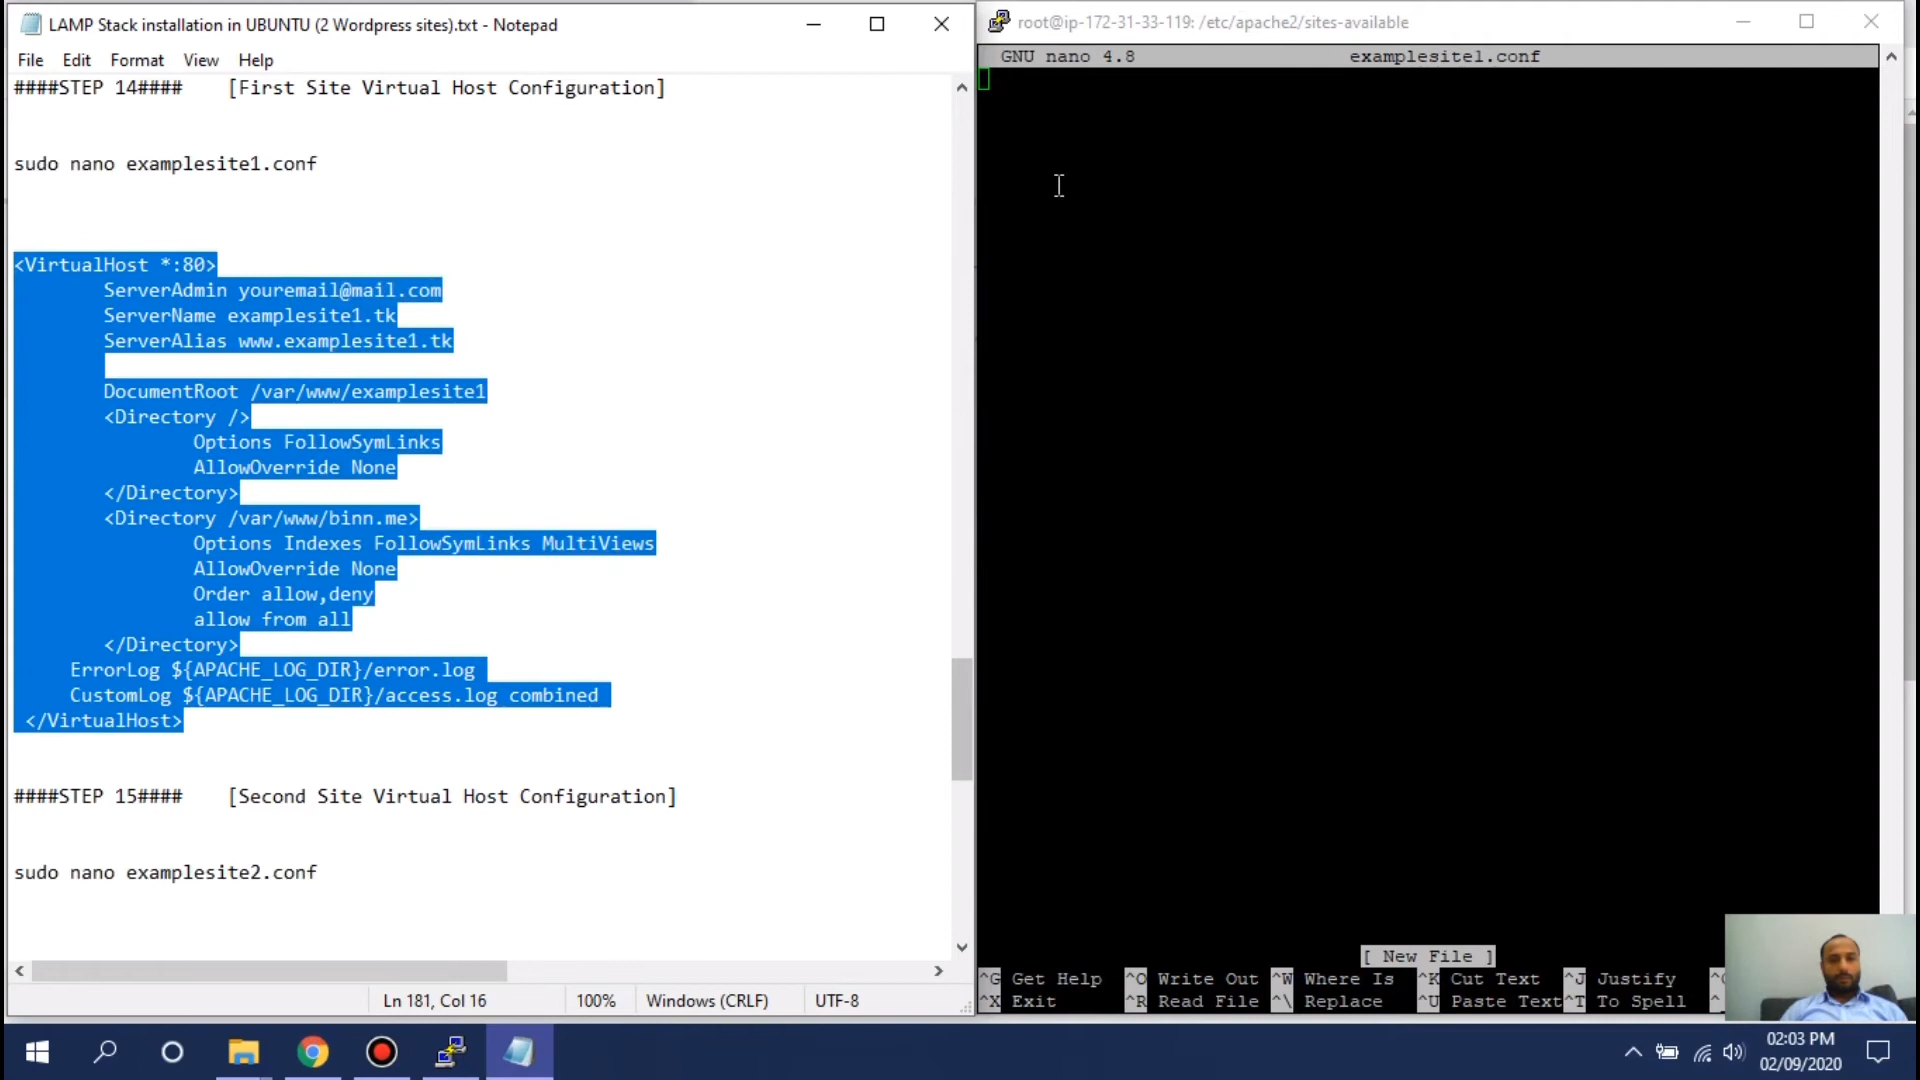 LAMP Stack installation in UBUNTU (2 Wordpress sites).txt - Notepad
File Edit Format View Help
####STEP 14#### [First Site Virtual Host Configuration]
sudo nano examplesite1.conf
<VirtualHost *:80>
ServerAdmin youremail@mail.com
ServerName examplesite1.tk
ServerAlias www.examplesite1.tk
DocumentRoot /var/www/examplesite1
<Directory />
Options FollowSymLinks
AllowOverride None
</Directory>
<Directory /var/www/binn.me>
Options Indexes FollowSymLinks MultiViews
AllowOverride None
Order allow,deny
allow from all
</Directory>
ErrorLog ${APACHE_LOG_DIR}/error.log
CustomLog ${APACHE_LOG_DIR}/access.log combined
</VirtualHost>
####STEP 15#### [Second Site Virtual Host Configuration]
sudo nano examplesite2.conf
Ln 181, Col 16 100% Windows (CRLF) UTF-8
root@ip-172-31-33-119: /etc/apache2/sites-available
GNU nano 4.8 examplesite1.conf
[ New File ]
^G Get Help ^O Write Out ^W Where Is ^K Cut Text ^J Justify
^X Exit ^R Read File ^\ Replace ^U Paste Text ^T To Spell
02:03 PM
02/09/2020